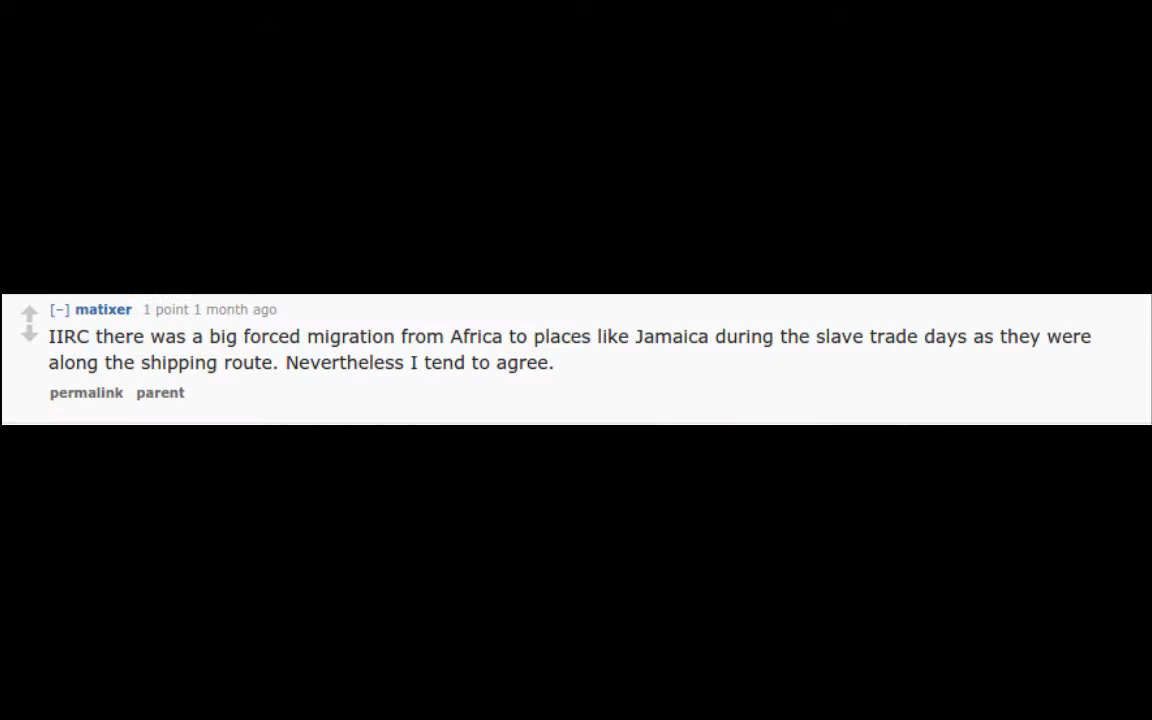 [–] matixer 1 point 1 month ago
IIRC there was a big forced migration from Africa to places like Jamaica during the slave trade days as they were
along the shipping route. Nevertheless I tend to agree.
permalink parent